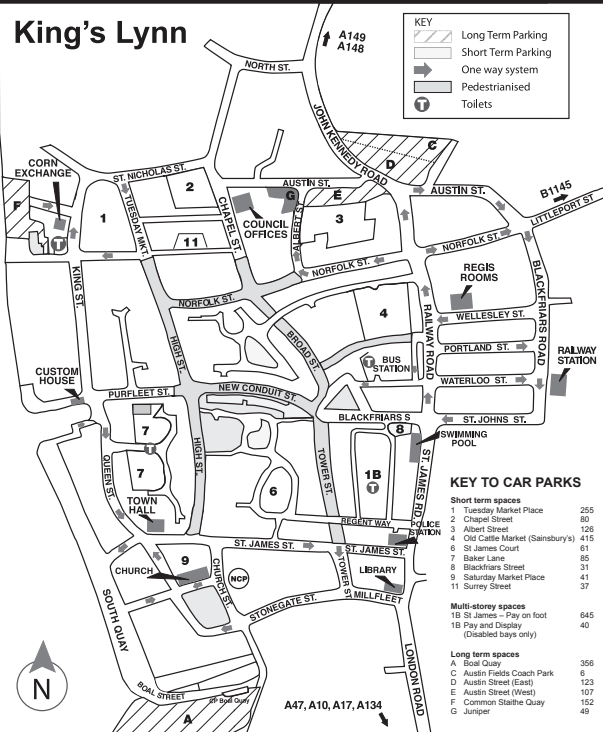 King's Lynn
A149
A148
KEY
Long Term Parking
Short Term Parking
One way system
Pedestrianised
T Toilets
NORTH ST.
JOHN KENNEDY ROAD
C
D
CORN
EXCHANGE
ST. NICHOLAS ST.
AUSTIN ST.
AUSTIN ST.
B1145
LITTLEPORT ST
F
T
1
2
TUESDAY MKT.
CHAPEL ST.
COUNCIL
OFFICES
G
E
ALBERT ST
3
11
NORFOLK ST.
NORFOLK ST.
NORFOLK ST.
KING ST.
REGIS
ROOMS
BLACKFRIARS ROAD
4
RAILWAY ROAD
WELLESLEY ST.
HIGH ST.
BROAD ST.
PORTLAND ST.
T BUS
STATION
RAILWAY
STATION
CUSTOM
HOUSE
WATERLOO ST.
PURFLEET ST.
NEW CONDUIT ST.
BLACKFRIARS S
ST. JOHNS ST.
8
SWIMMING
POOL
7
T
7
HIGH ST.
TOWER ST.
1B
T
ST. JAMES RD.
QUEEN ST.
6
TOWN
HALL
REGENT WAY
POLICE
STATION
ST. JAMES ST.
ST. JAMES ST.
9
CHURCH
CHURCH ST.
NCP
TOWER ST
LIBRARY
MILLFLEET
STONEGATE ST.
SOUTH QUAY
LONDON ROAD
N
BOAL STREET
CP Boal Quay
A
A47, A10, A17, A134
KEY TO CAR PARKS
Short term spaces
1 Tuesday Market Place 255
2 Chapel Street 80
3 Albert Street 126
4 Old Cattle Market (Sainsbury's) 415
6 St James Court 61
7 Baker Lane 85
8 Blackfriars Street 31
9 Saturday Market Place 41
11 Surrey Street 37
Multi-storey spaces
1B St James – Pay on foot 645
1B Pay and Display 40
(Disabled bays only)
Long term spaces
A Boal Quay 356
C Austin Fields Coach Park 6
D Austin Street (East) 123
E Austin Street (West) 107
F Common Staithe Quay 152
G Juniper 49